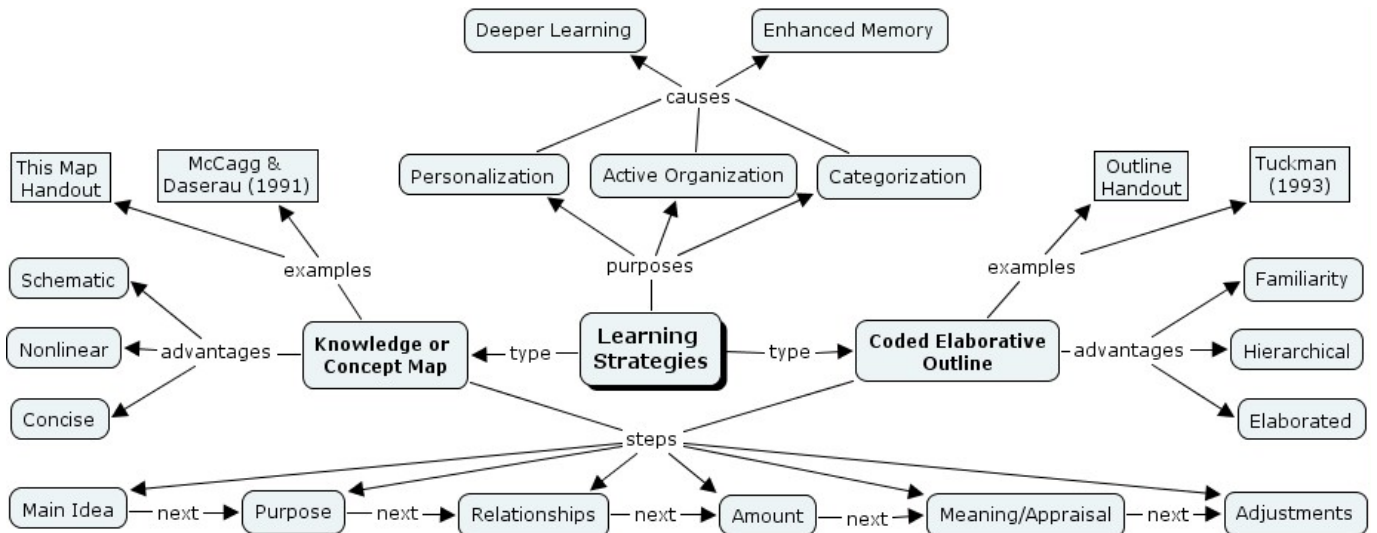 Deeper Learning
Enhanced Memory
causes
This Map
Handout
McCagg &
Daserau (1991)
Personalization
Active Organization
Categorization
Outline
Handout
Tuckman
(1993)
examples
purposes
examples
Schematic
Nonlinear
Concise
advantages
Knowledge or
Concept Map
type
Learning
Strategies
type
Coded Elaborative
Outline
advantages
Familiarity
Hierarchical
Elaborated
steps
Main Idea
next
Purpose
next
Relationships
next
Amount
next
Meaning/Appraisal
next
Adjustments